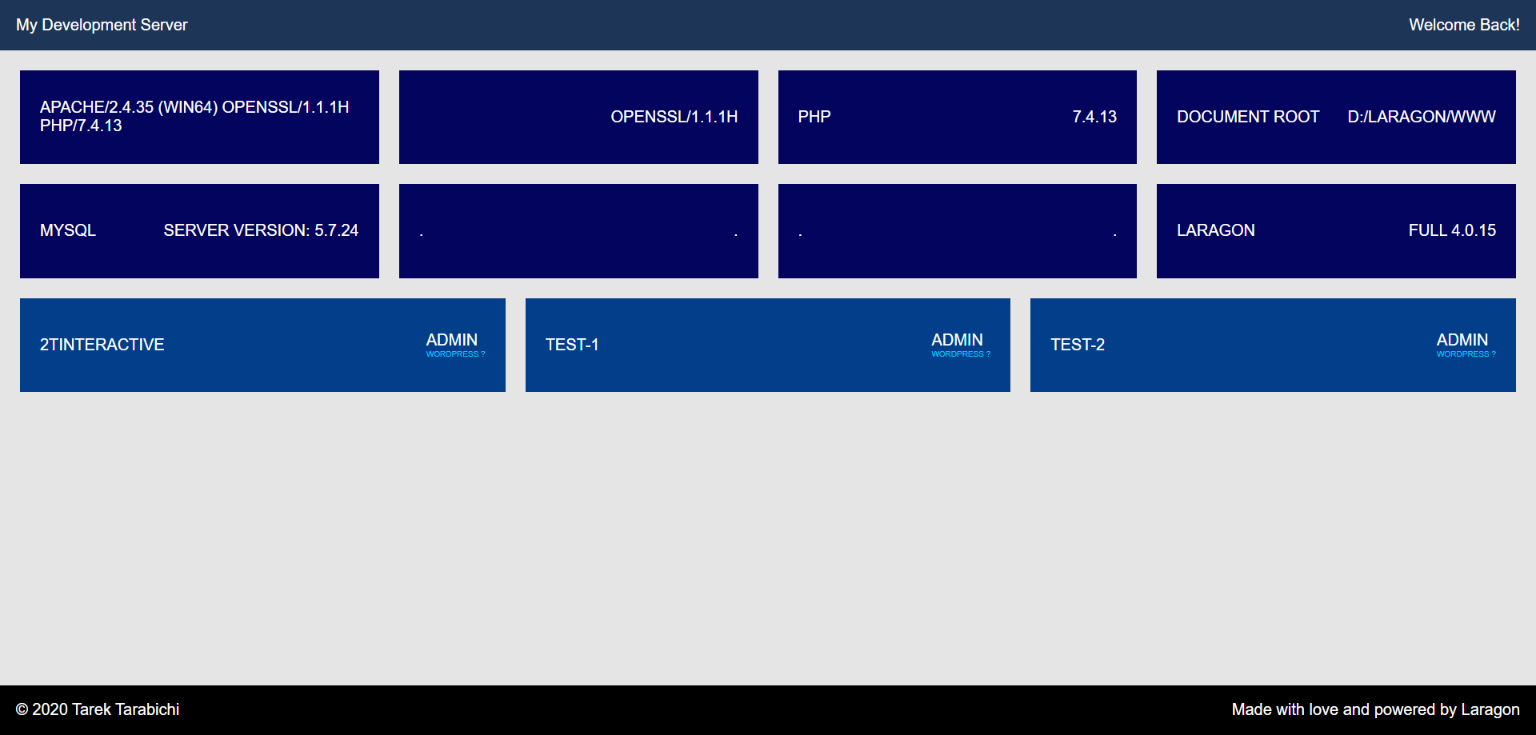 My Development Server
Welcome Back!
APACHE/2.4.35 (WIN64) OPENSSL/1.1.1H
PHP/7.4.13
OPENSSL/1.1.1H
PHP
7.4.13
DOCUMENT ROOT
D:/LARAGON/WWW
MYSQL
SERVER VERSION: 5.7.24
.
.
.
.
LARAGON
FULL 4.0.15
2TINTERACTIVE
ADMIN
WORDPRESS ?
TEST-1
ADMIN
WORDPRESS ?
TEST-2
ADMIN
WORDPRESS ?
© 2020 Tarek Tarabichi
Made with love and powered by Laragon